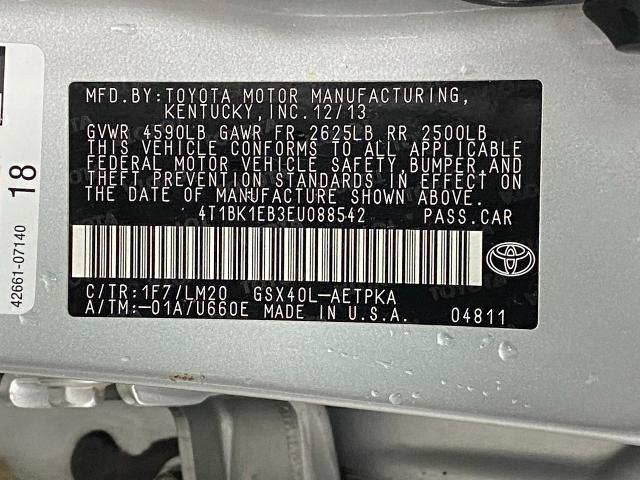 MFD.BY:TOYOTA MOTOR MANUFACTURING,
KENTUCKY,INC.12/13
GVWR 4590LB GAWR FR 2625LB RR 2500LB
THIS VEHICLE CONFORMS TO ALL APPLICABLE
FEDERAL MOTOR VEHICLE SAFETY,BUMPER,AND
THEFT PREVENTION STANDARDS IN EFFECT ON
THE DATE OF MANUFACTURE SHOWN ABOVE.
4T1BK1EB3EU088542 PASS.CAR
C/TR:1F7/LM20 GSX40L-AETPKA
A/TM:-01A/U660E MADE IN U.S.A. 04811
42661-07140
18